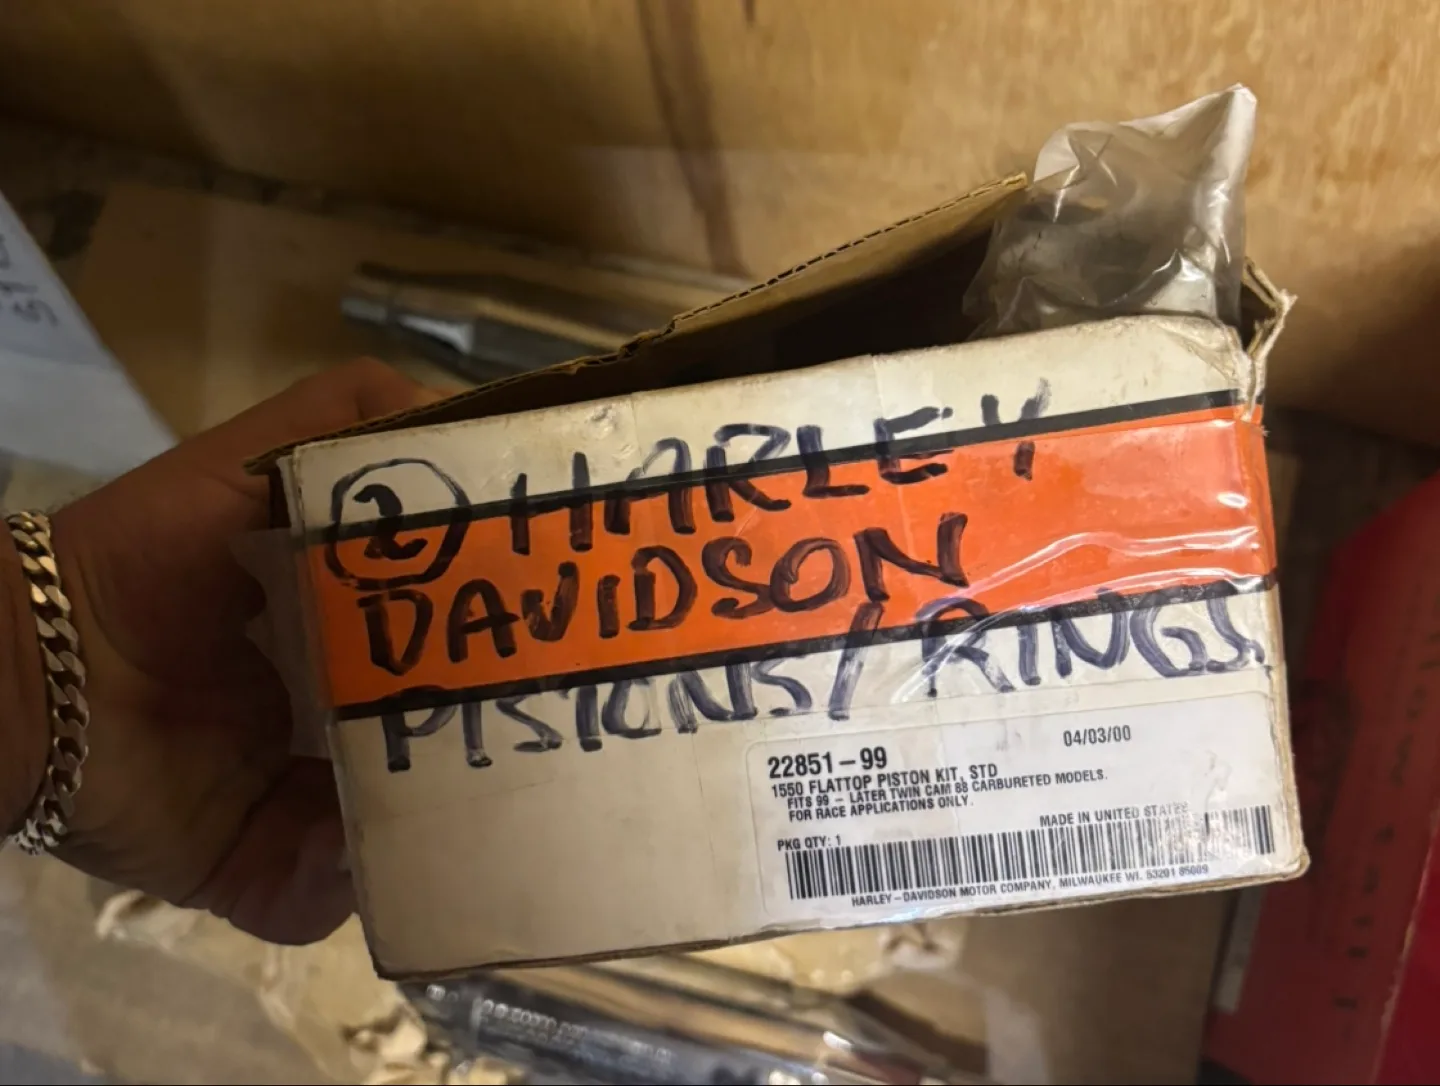 ② HARLEY
DAVIDSON
PISTONS/RINGS
22851-99
04/03/00
1550 FLATTOP PISTON KIT, STD
FITS 99 - LATER TWIN CAM 88 CARBURETED MODELS.
FOR RACE APPLICATIONS ONLY.
MADE IN UNITED STATES
PKG QTY: 1
HARLEY-DAVIDSON MOTOR COMPANY, MILWAUKEE WI. 53201 85009